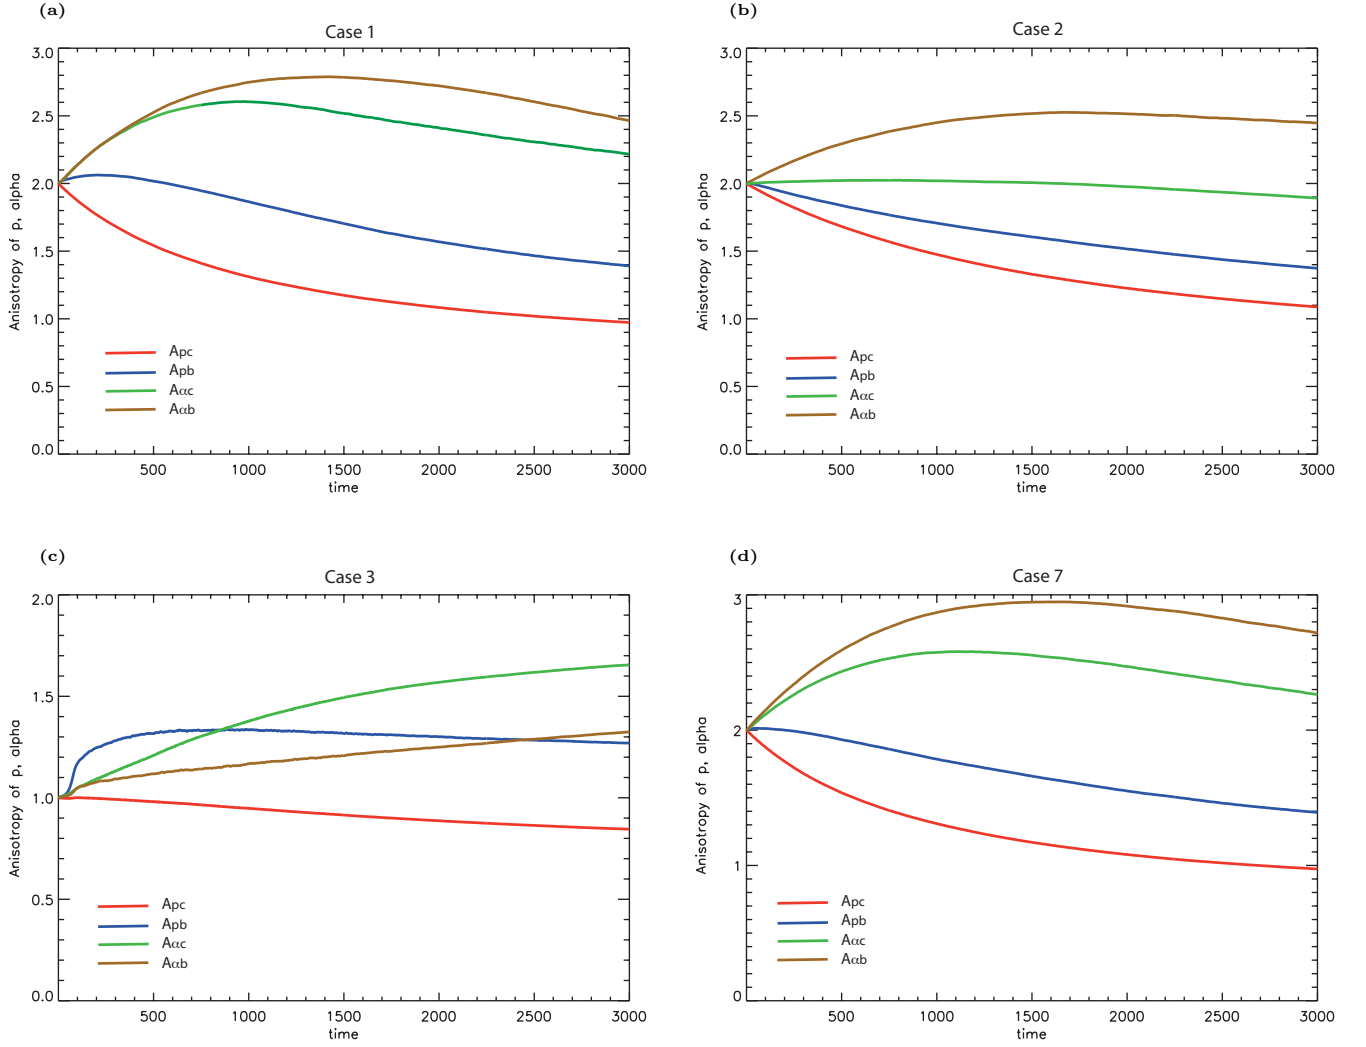 (a)
Case 1
3.0
2.5
2.0
1.5
1.0
0.5
0.0
Anisotropy of p, alpha
Apc
Apb
Aαc
Aαb
500 1000 1500 2000 2500 3000
time
(b)
Case 2
3.0
2.5
2.0
1.5
1.0
0.5
0.0
Anisotropy of p, alpha
Apc
Apb
Aαc
Aαb
500 1000 1500 2000 2500 3000
time
(c)
Case 3
2.0
1.5
1.0
0.5
0.0
Anisotropy of p, alpha
Apc
Apb
Aαc
Aαb
500 1000 1500 2000 2500 3000
time
(d)
Case 7
3
2
1
0
Anisotropy of p, alpha
Apc
Apb
Aαc
Aαb
500 1000 1500 2000 2500 3000
time